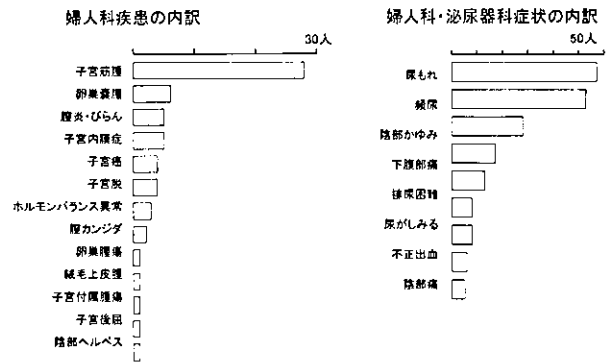 婦人科疾患の内訳
30人
子宮筋腫
卵巣嚢腫
膣炎・びらん
子宮内膜症
子宮癌
子宮脱
ホルモンバランス異常
膣カンジダ
卵巣腫瘍
絨毛上皮腫
子宮付属腫瘍
子宮後屈
陰部ヘルペス
婦人科・泌尿器科症状の内訳
50人
尿もれ
頻尿
陰部かゆみ
下腹部痛
排尿困難
尿がしみる
不正出血
陰部痛